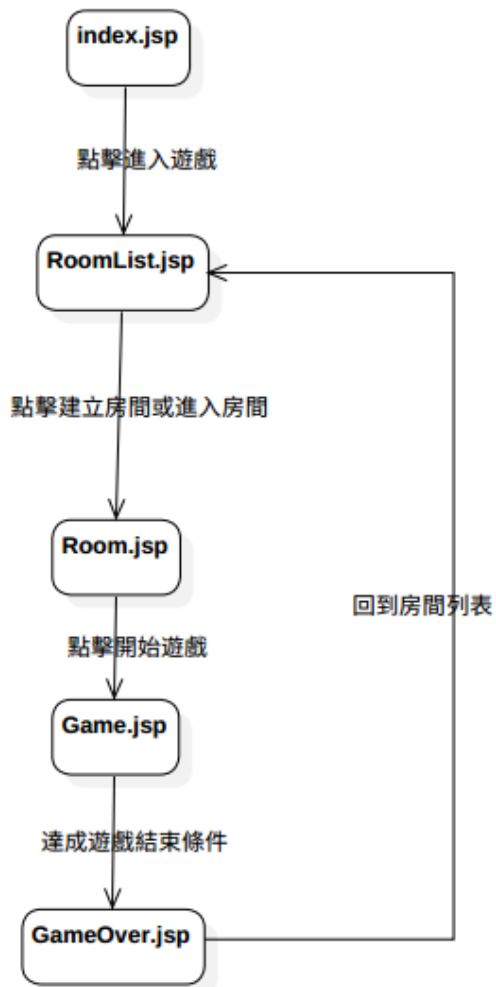 index.jsp
點擊進入遊戲
RoomList.jsp
點擊建立房間或進入房間
Room.jsp
回到房間列表
點擊開始遊戲
Game.jsp
達成遊戲結束條件
GameOver.jsp